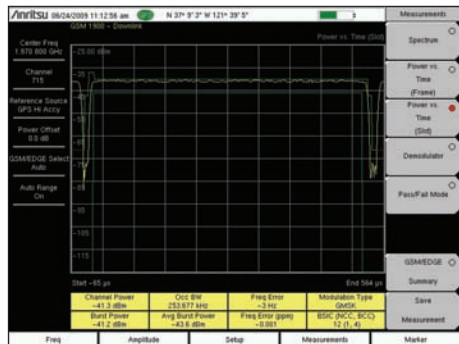 Anritsu 06/24/2009 11:12:56 am
N 37° 9' 3" W 121° 39' 5"
Measurements
GSM 1900 - Downlink
Power vs. Time (Slot)
Center Freq
1.970 800 GHz
Channel
715
Reference Source
GPS Hi Accy
Power Offset
0.0 dB
GSM/EDGE Select
Auto
Auto Range
On
-25.00 dBm
-35
-45
-55
-65
-75
-85
-95
-105
-115
Start -65 µs
End 564 µs
Channel Power
-41.3 dBm
Occ BW
253.677 kHz
Freq Error
-3 Hz
Modulation Type
GMSK
Burst Power
-41.2 dBm
Avg Burst Power
-43.6 dBm
Freq Error (ppm)
-0.001
BSIC (NCC, BCC)
12 (1, 4)
Spectrum
Power vs.
Time
(Frame)
Power vs.
Time
(Slot)
Demodulator
Pass/Fail Mode
GSM/EDGE
Summary
Save
Measurement
Freq
Amplitude
Setup
Measurements
Marker